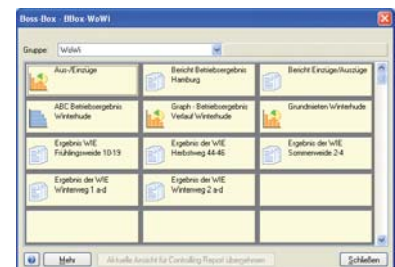 Boss-Box - BBox-WoWi
Gruppe: WoWi
Aus-/Einzüge
Bericht Betriebsergebnis
Hamburg
Bericht Einzüge/Auszüge
ABC Betriebsergebnis
Winterhude
Graph - Betriebsergebnis
Verlauf Winterhude
Grundmieten Winterhude
Ergebnis WIE
Frühlingsweide 10-19
Ergebnis der WIE
Herbstweg 44-46
Ergebnis der WIE
Sommerweide 2-4
Ergebnis der WIE
Winterweg 1 a-d
Ergebnis der WIE
Winterweg 2 a-d
Mehr
Aktuelle Ansicht für Controlling Report übergehmen
Schließen